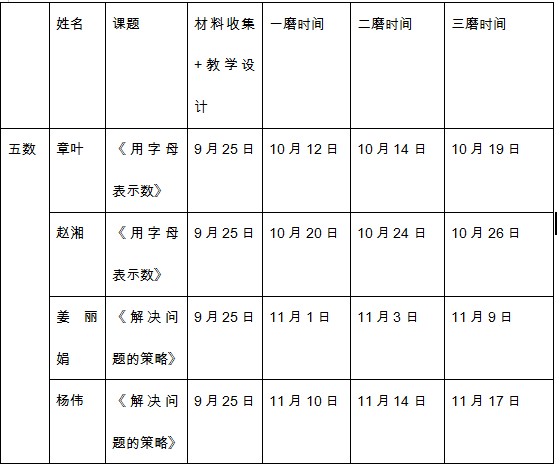 姓名 课题 材料收集 一磨时间 二磨时间 三磨时间
+教学设
计
五数 章叶 《用字母 9月25日 10月12日 10月14日 10月19日
表示数》
赵湘 《用字母 9月25日 10月20日 10月24日 10月26日
表示数》
姜丽 《解决问 9月25日 11月1日 11月3日 11月9日
娟 题的策略》
杨伟 《解决问 9月25日 11月10日 11月14日 11月17日
题的策略》